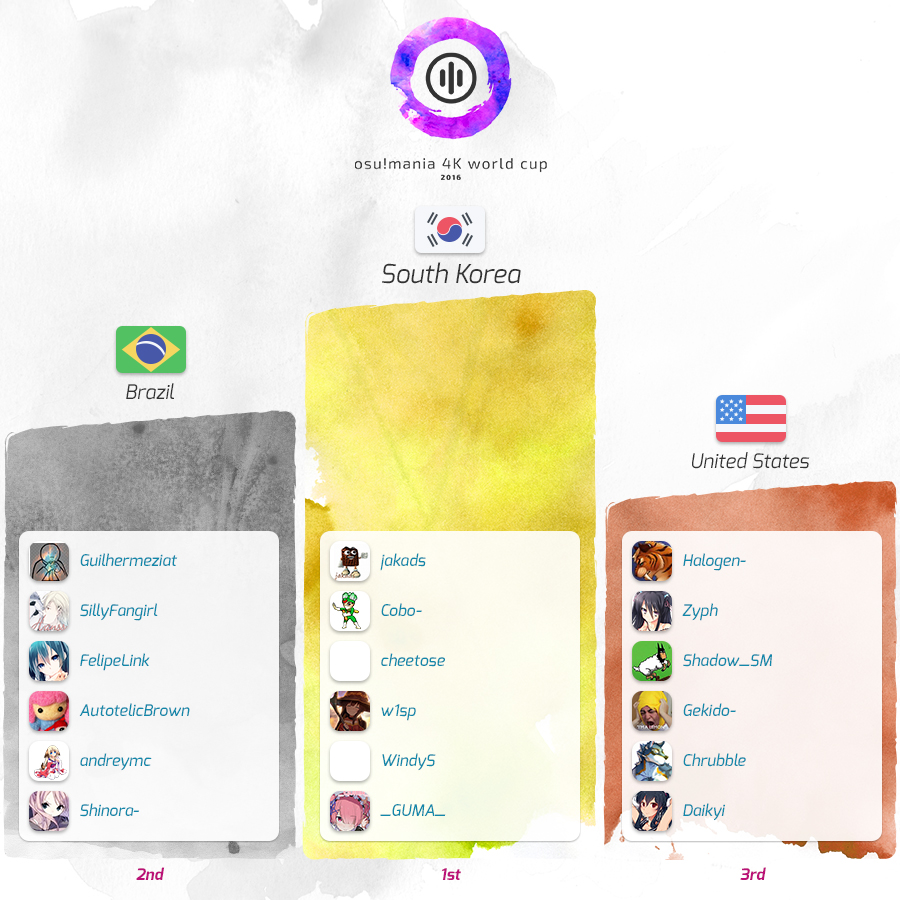 osu!mania 4K world cup
2016
South Korea
Brazil
United States
Guilhermeziat
SillyFangirl
FelipeLink
AutotelicBrown
andreymc
Shinora-
2nd
jakads
Cobo-
cheetose
w1sp
WindyS
_GUMA_
1st
Halogen-
Zyph
Shadow_SM
Gekido-
Chrubble
Daikyi
3rd